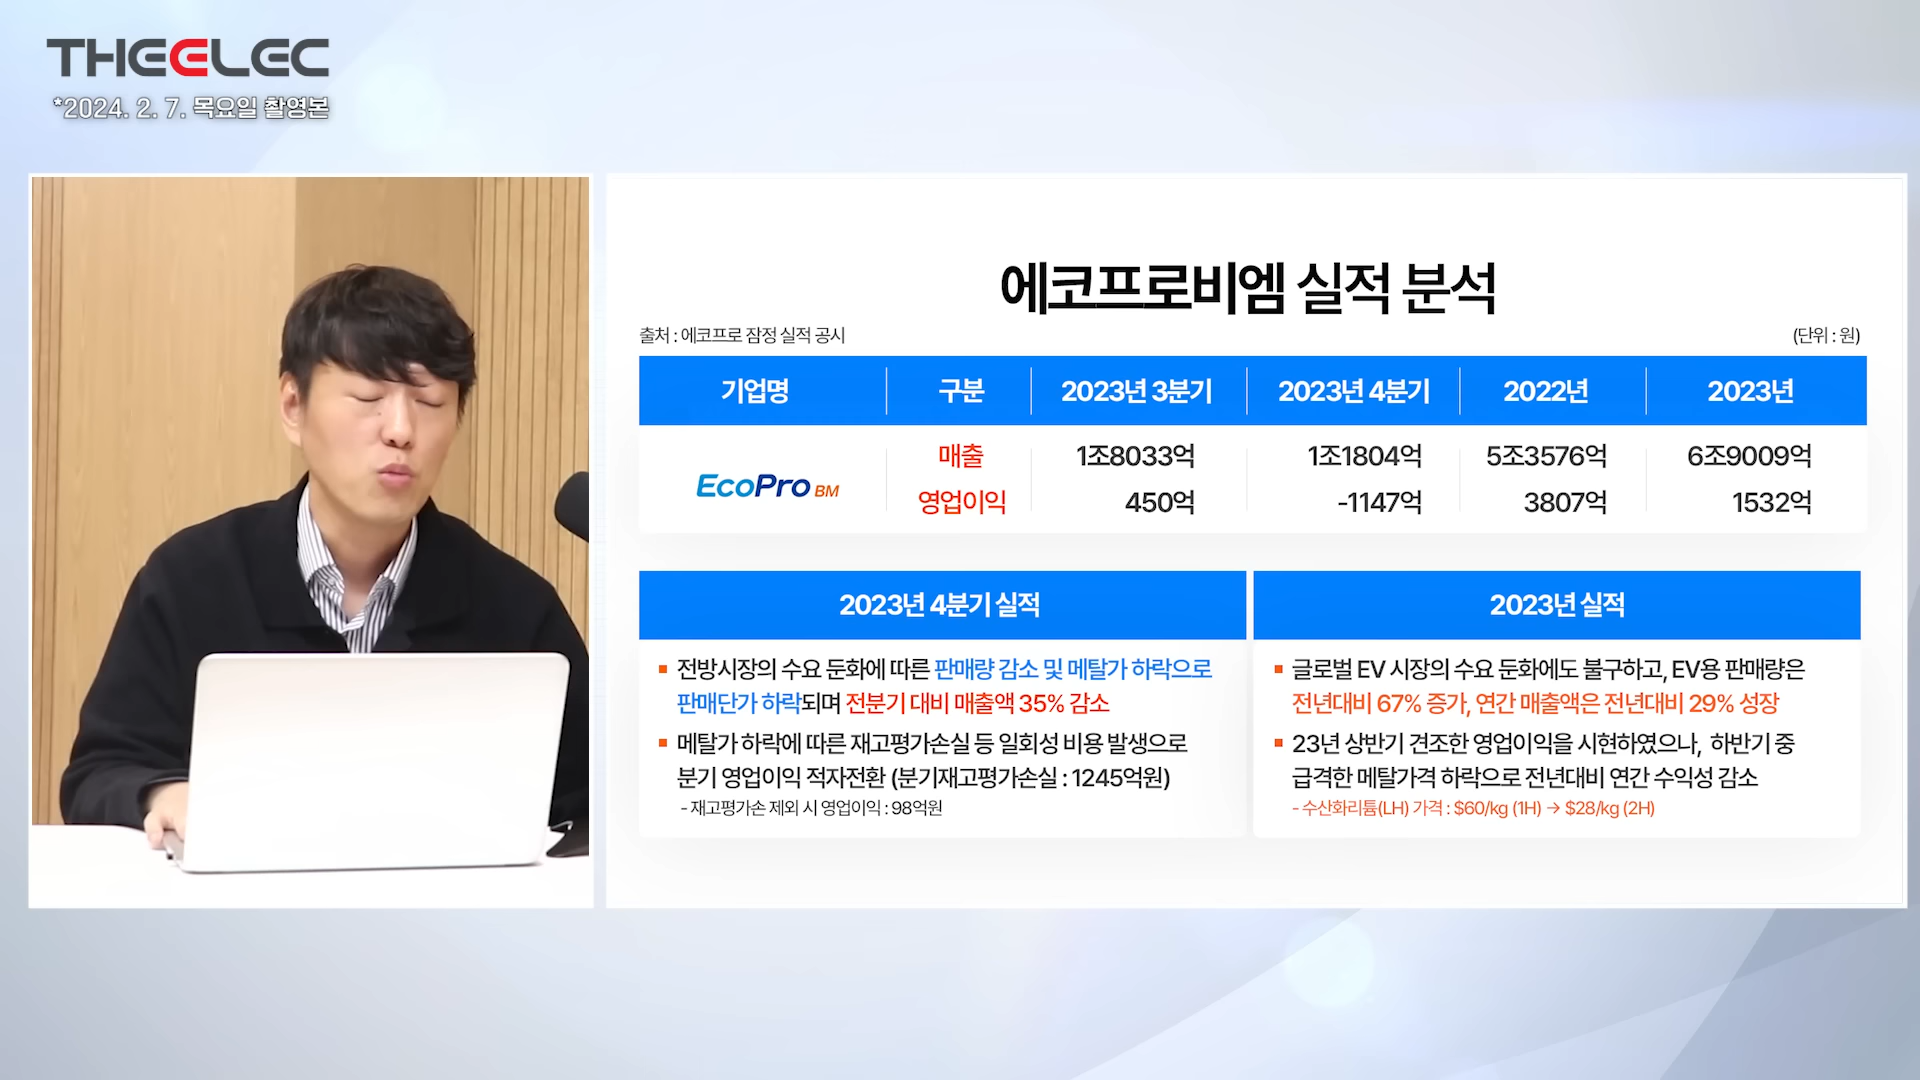 THEELEC
*2024. 2. 7. 목요일 촬영본
에코프로비엠 실적 분석
출처 : 에코프로 잠정 실적 공시
(단위 : 원)
기업명 구분 2023년 3분기 2023년 4분기 2022년 2023년
EcoPro BM
매출 1조8033억 1조1804억 5조3576억 6조9009억
영업이익 450억 -1147억 3807억 1532억
2023년 4분기 실적
전방시장의 수요 둔화에 따른 판매량 감소 및 메탈가 하락으로
판매단가 하락되며 전분기 대비 매출액 35% 감소
메탈가 하락에 따른 재고평가손실 등 일회성 비용 발생으로
분기 영업이익 적자전환 (분기재고평가손실 : 1245억원)
- 재고평가손 제외 시 영업이익 : 98억원
2023년 실적
글로벌 EV 시장의 수요 둔화에도 불구하고, EV용 판매량은
전년대비 67% 증가, 연간 매출액은 전년대비 29% 성장
23년 상반기 견조한 영업이익을 시현하였으나, 하반기 중
급격한 메탈가격 하락으로 전년대비 연간 수익성 감소
- 수산화리튬(LH) 가격 : $60/kg (1H) → $28/kg (2H)